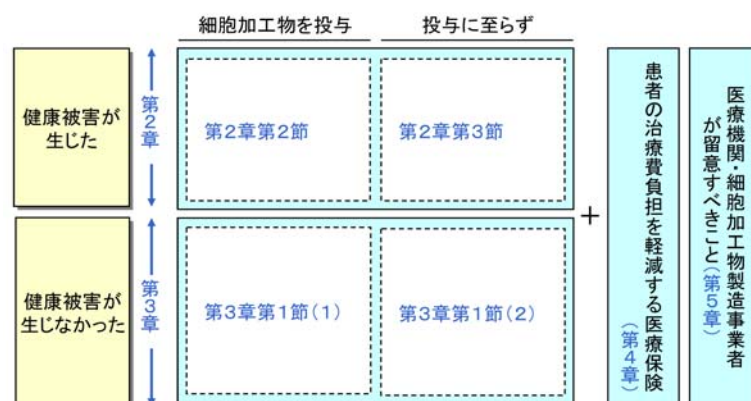 細胞加工物を投与
投与に至らず
健康被害が
生じた
第2章
第2章第2節
第2章第3節
健康被害が
生じなかった
第3章
第3章第1節(1)
第3章第1節(2)
+
患者の治療費負担を軽減する医療保険
(第4章)
医療機関・細胞加工物製造事業者
が留意すべきこと(第5章)